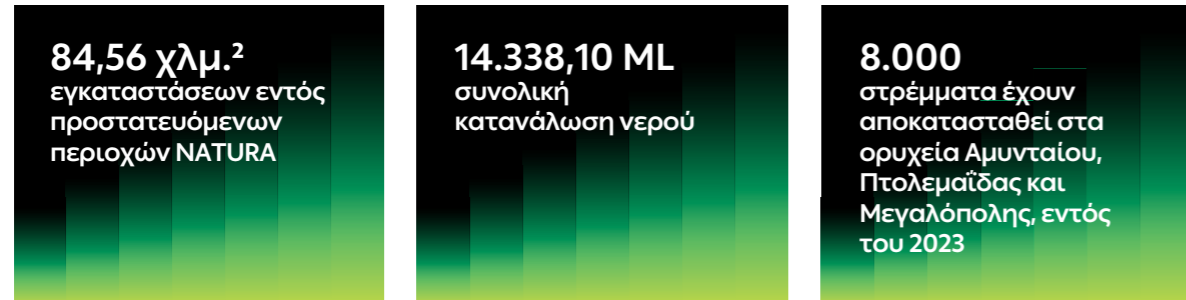 84,56 χλμ.²
εγκαταστάσεων εντός
προστατευόμενων
περιοχών NATURA
14.338,10 ML
συνολική
κατανάλωση νερού
8.000
στρέμματα έχουν
αποκατασταθεί στα
ορυχεία Αμυνταίου,
Πτολεμαΐδας και
Μεγαλόπολης, εντός
του 2023